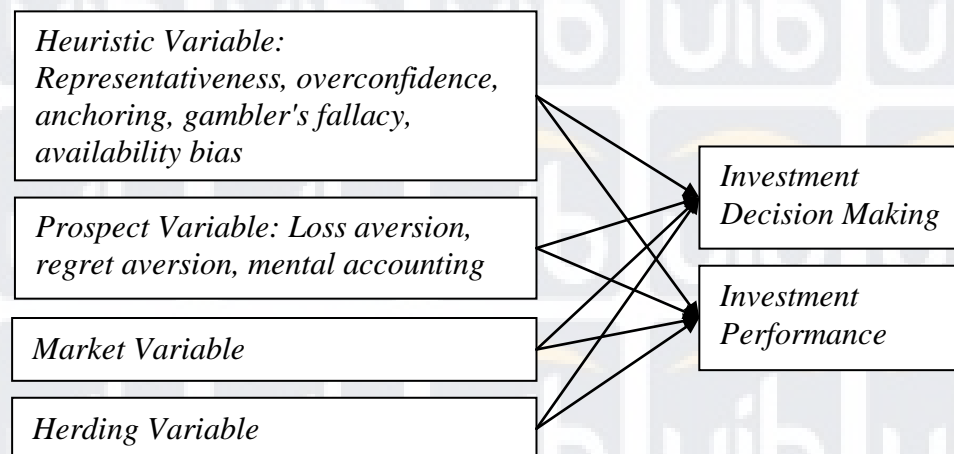 Heuristic Variable:
Representativeness, overconfidence,
anchoring, gambler's fallacy,
availability bias
Prospect Variable: Loss aversion,
regret aversion, mental accounting
Market Variable
Herding Variable
Investment
Decision Making
Investment
Performance